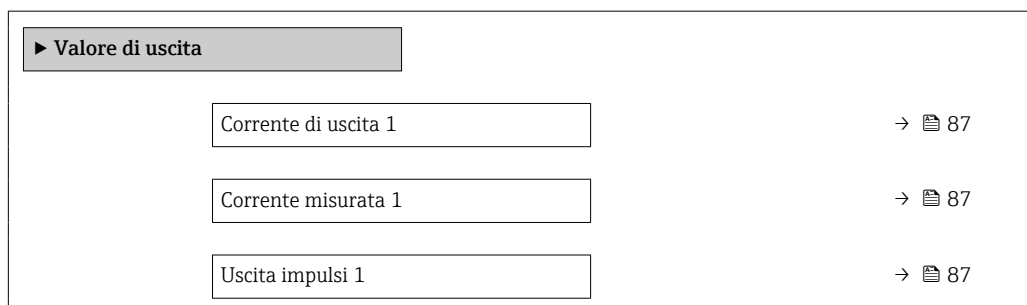 ▶ Valore di uscita
Corrente di uscita 1 → 87
Corrente misurata 1 → 87
Uscita impulsi 1 → 87